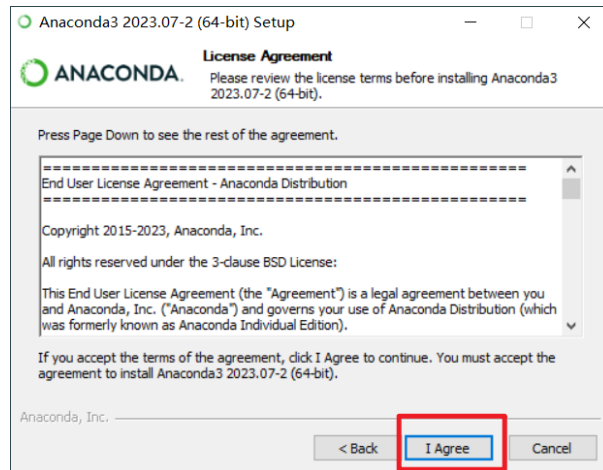 Anaconda3 2023.07-2 (64-bit) Setup
ANACONDA.
License Agreement
Please review the license terms before installing Anaconda3
2023.07-2 (64-bit).
Press Page Down to see the rest of the agreement.
==================================================
End User License Agreement - Anaconda Distribution
==================================================
Copyright 2015-2023, Anaconda, Inc.
All rights reserved under the 3-clause BSD License:
This End User License Agreement (the "Agreement") is a legal agreement between you
and Anaconda, Inc. ("Anaconda") and governs your use of Anaconda Distribution (which
was formerly known as Anaconda Individual Edition).
If you accept the terms of the agreement, click I Agree to continue. You must accept the
agreement to install Anaconda3 2023.07-2 (64-bit).
Anaconda, Inc.
< Back
I Agree
Cancel